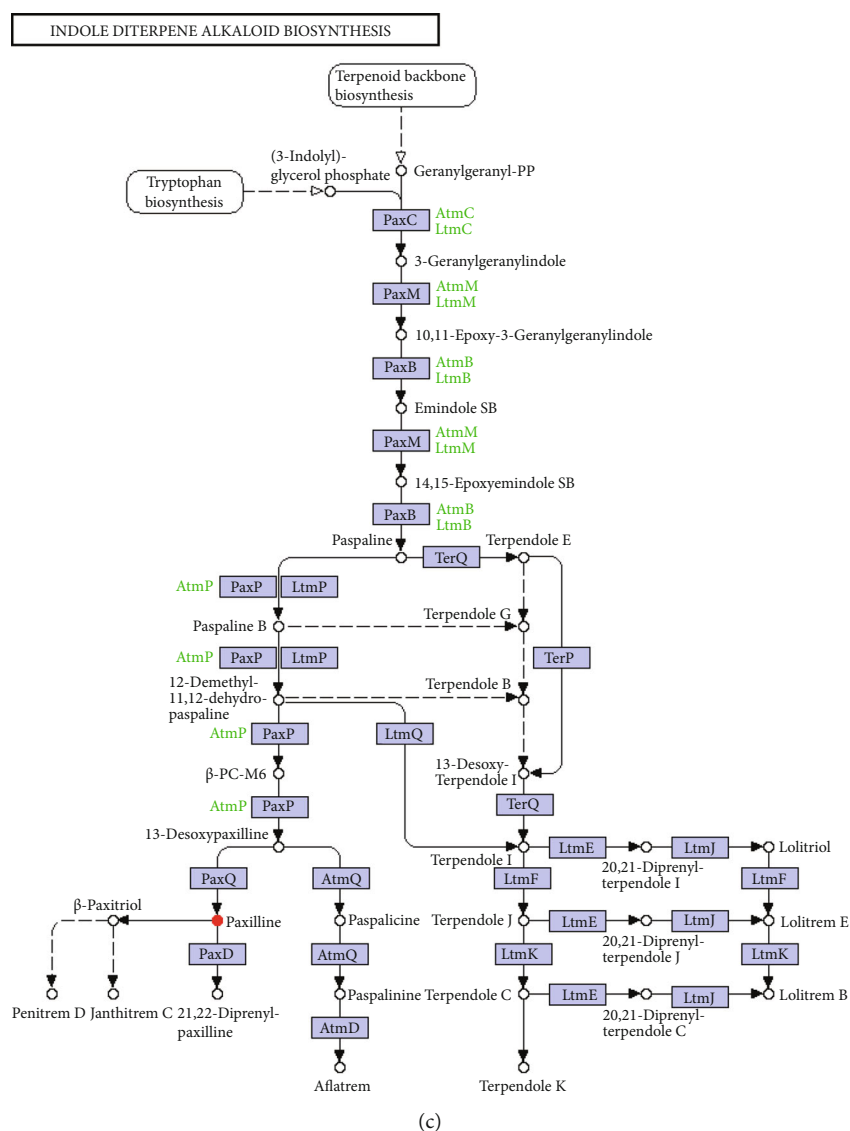 INDOLE DITERPENE ALKALOID BIOSYNTHESIS
Terpenoid backbone
biosynthesis
(3-Indolyl)-
glycerol phosphate
Geranylgeranyl-PP
Tryptophan
biosynthesis
PaxC
AtmC
LtmC
3-Geranylgeranylindole
PaxM
AtmM
LtmM
10,11-Epoxy-3-Geranylgeranylindole
PaxB
AtmB
LtmB
Emindole SB
PaxM
AtmM
LtmM
14,15-Epoxyemindole SB
PaxB
AtmB
LtmB
Paspaline
TerQ
Terpendole E
AtmP
PaxP
LtmP
Paspaline B
Terpendole G
AtmP
PaxP
LtmP
TerP
12-Demethyl-
11,12-dehydro-
paspaline
Terpendole B
AtmP
PaxP
LtmQ
β-PC-M6
13-Desoxy-
Terpendole I
AtmP
PaxP
TerQ
13-Desoxypaxilline
Terpendole I
LtmE
20,21-Diprenyl-
terpendole I
LtmJ
Lolitriol
PaxQ
AtmQ
LtmF
LtmF
β-Paxitriol
Paxilline
Paspalicine
Terpendole J
LtmE
20,21-Diprenyl-
terpendole J
LtmJ
Lolitrem E
PaxD
AtmQ
LtmK
LtmK
Penitrem D
Janthitrem C
21,22-Diprenyl-
paxilline
Paspalinine
Terpendole C
LtmE
20,21-Diprenyl-
terpendole C
LtmJ
Lolitrem B
AtmD
Aflatrem
Terpendole K
(c)